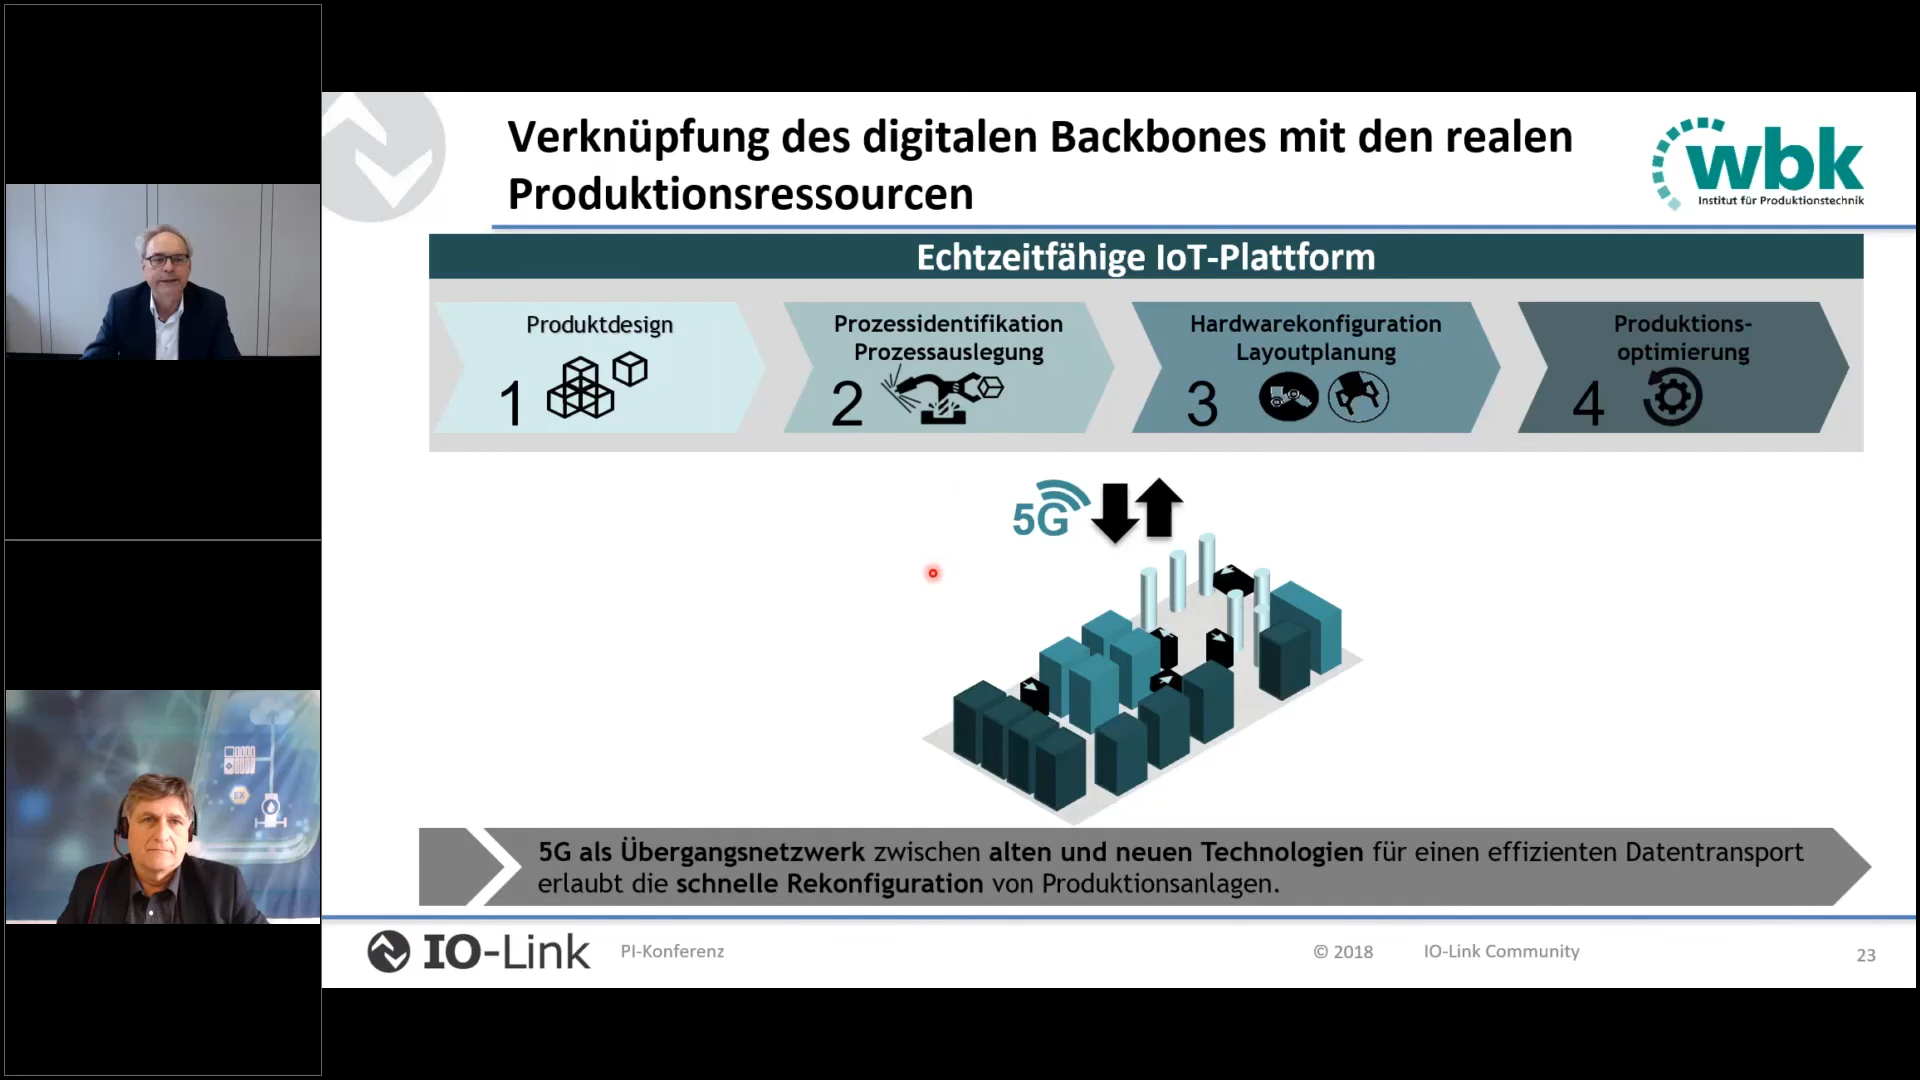 Verknüpfung des digitalen Backbones mit den realen
Produktionsressourcen
wbk
Institut für Produktionstechnik
Echtzeitfähige IoT-Plattform
Produktdesign
1
Prozessidentifikation
Prozessauslegung
2
Hardwarekonfiguration
Layoutplanung
3
Produktions-
optimierung
4
5G
EX
5G als Übergangsnetzwerk zwischen alten und neuen Technologien für einen effizienten Datentransport
erlaubt die schnelle Rekonfiguration von Produktionsanlagen.
IO-Link
PI-Konferenz
© 2018
IO-Link Community
23